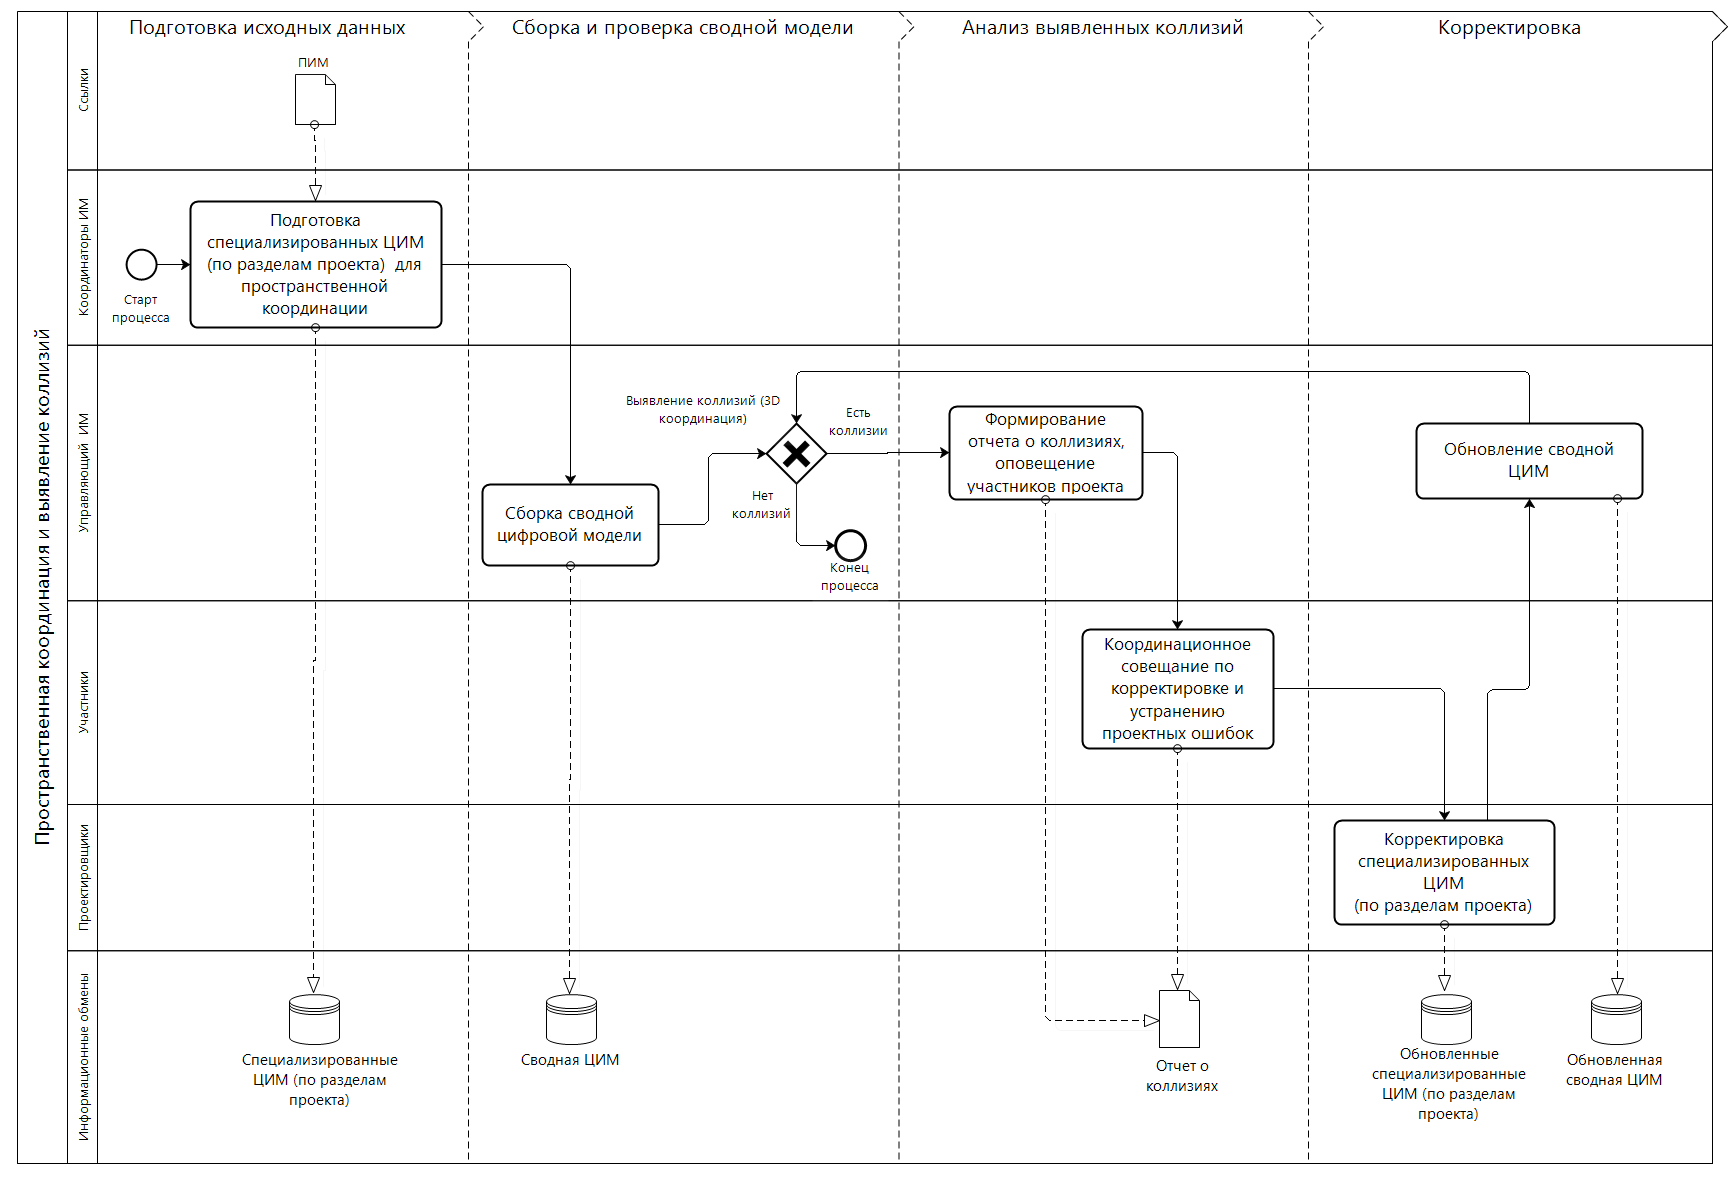 Подготовка исходных данных
Сборка и проверка сводной модели
Анализ выявленных коллизий
Корректировка
Пространственная координация и выявление коллизий
Ссылки
ПИМ
Координаторы ИМ
Старт
процесса
Подготовка
специализированных ЦИМ
(по разделам проекта) для
пространственной
координации
Управляющий ИМ
Сборка сводной
цифровой модели
Выявление коллизий (3D
координация)
Есть
коллизии
Нет
коллизий
Конец
процесса
Формирование
отчета о коллизиях,
оповещение
участников проекта
Обновление сводной
ЦИМ
Участники
Координационное
совещание по
корректировке и
устранению
проектных ошибок
Проектировщики
Корректировка
специализированных
ЦИМ
(по разделам проекта)
Информационные обмены
Специализированные
ЦИМ (по разделам
проекта)
Сводная ЦИМ
Отчет о
коллизиях
Обновленные
специализированные
ЦИМ (по разделам
проекта)
Обновленная
сводная ЦИМ